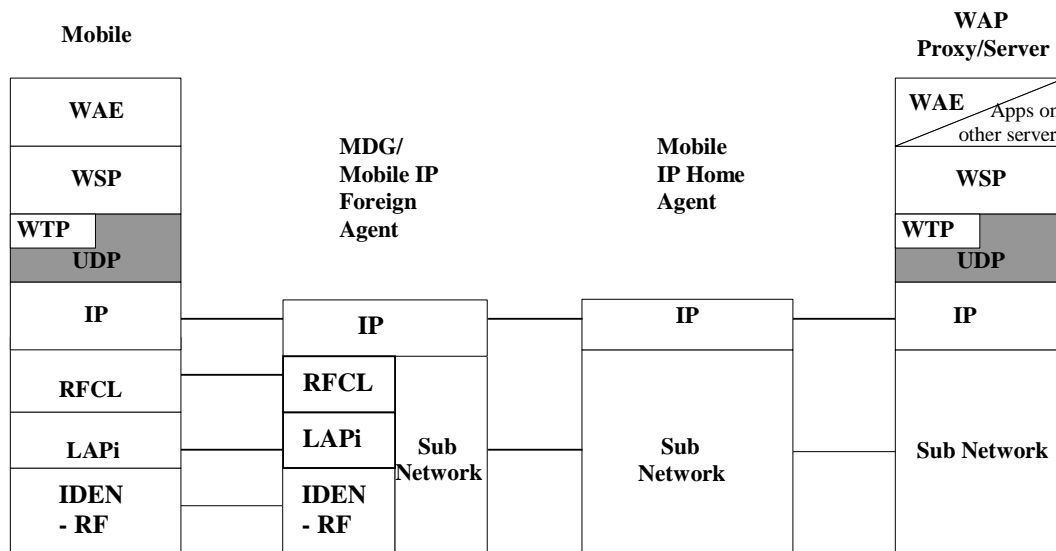 Mobile
WAE
WSP
WTP
UDP
IP
RFCL
LAPi
IDEN
- RF
MDG/
Mobile IP
Foreign
Agent
IP
RFCL
LAPi
IDEN
- RF
Sub
Network
Mobile
IP Home
Agent
IP
Sub
Network
WAP
Proxy/Server
WAE
Apps on
other server
WSP
WTP
UDP
IP
Sub Network